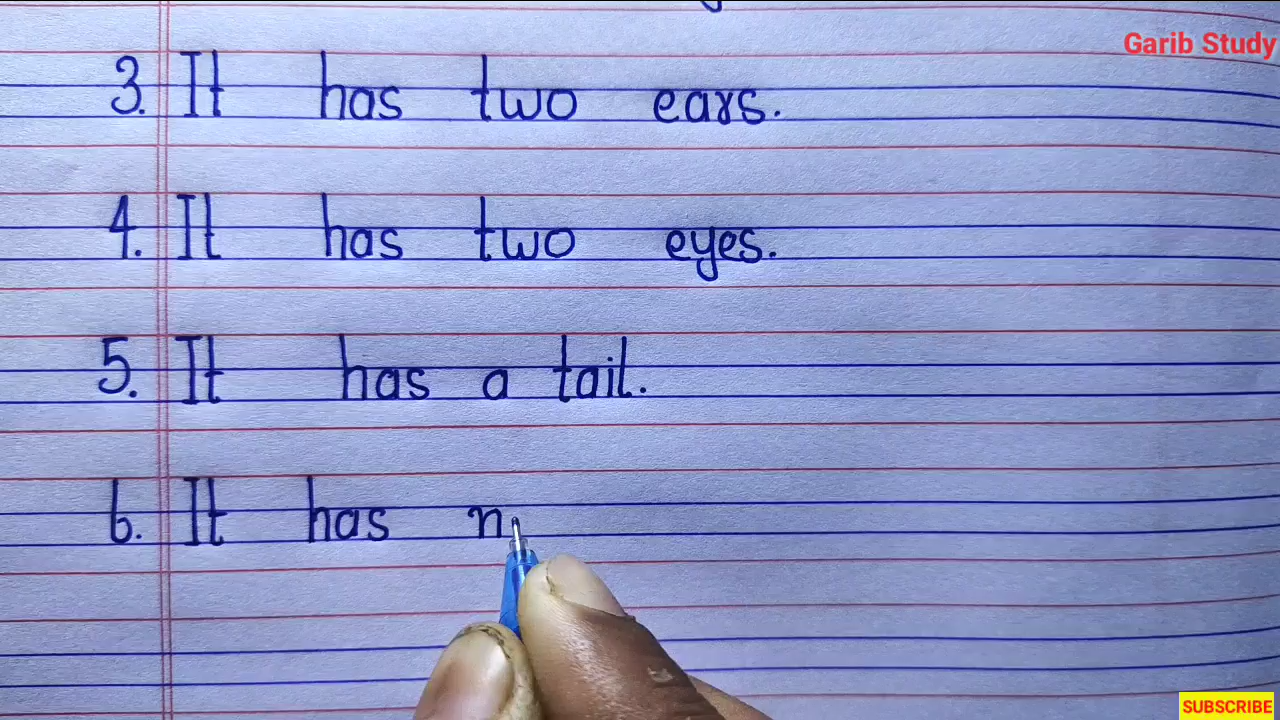 Garib Study
3. It has two ears.
4. It has two eyes.
5. It has a tail.
6. It has n
SUBSCRIBE